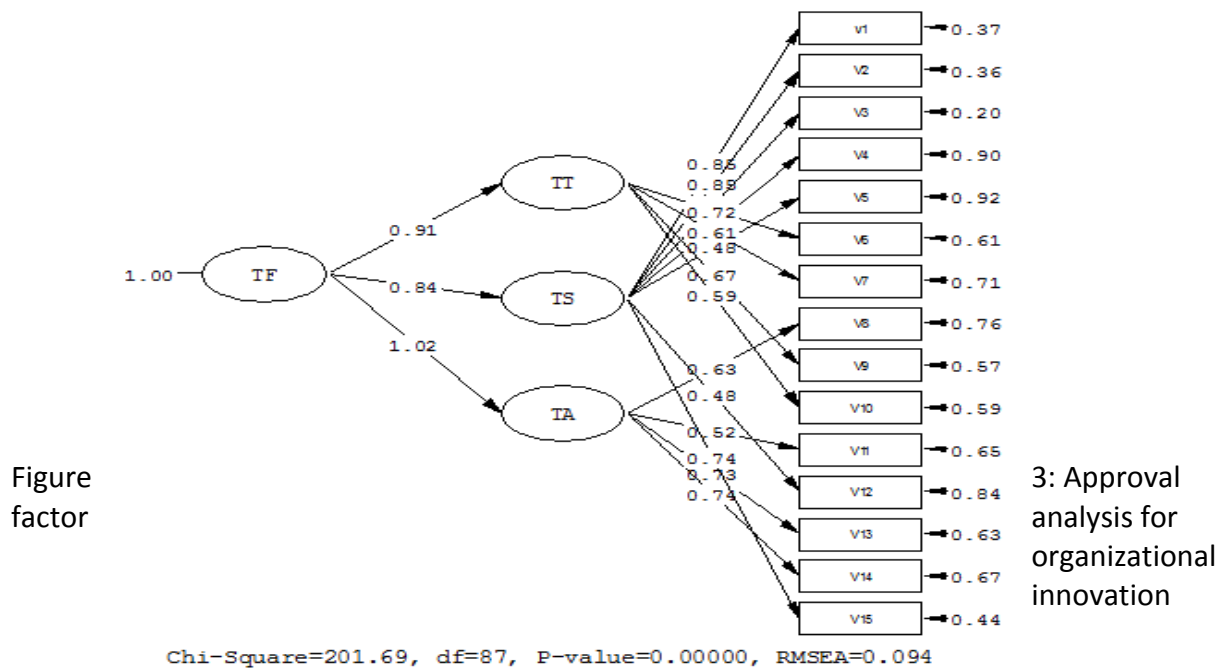 v1
0.37
V2
0.36
V3
0.20
V4
0.90
V5
0.92
V6
0.61
V7
0.71
V8
0.76
V9
0.57
V10
0.59
V11
0.65
V12
0.84
V13
0.63
V14
0.67
V15
0.44
0.72
0.61
0.48
0.67
0.59
0.63
0.48
0.52
0.74
0.73
0.74
TT
TS
TA
0.91
0.84
1.02
1.00
TF
Figure
factor
3: Approval
analysis for
organizational
innovation
Chi-Square=201.69, df=87, P-value=0.00000, RMSEA=0.094